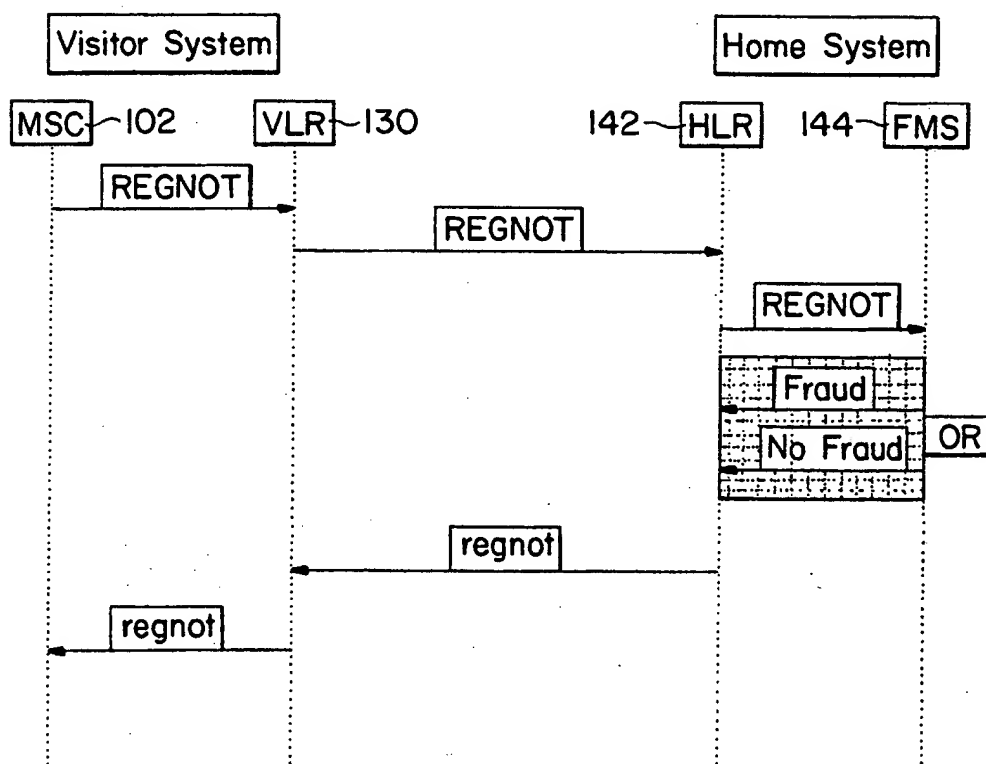 Visitor System
Home System
MSC 102 VLR 130 142 HLR 144 FMS
REGNOT
REGNOT
REGNOT
Fraud
OR
No Fraud
regnot
regnot